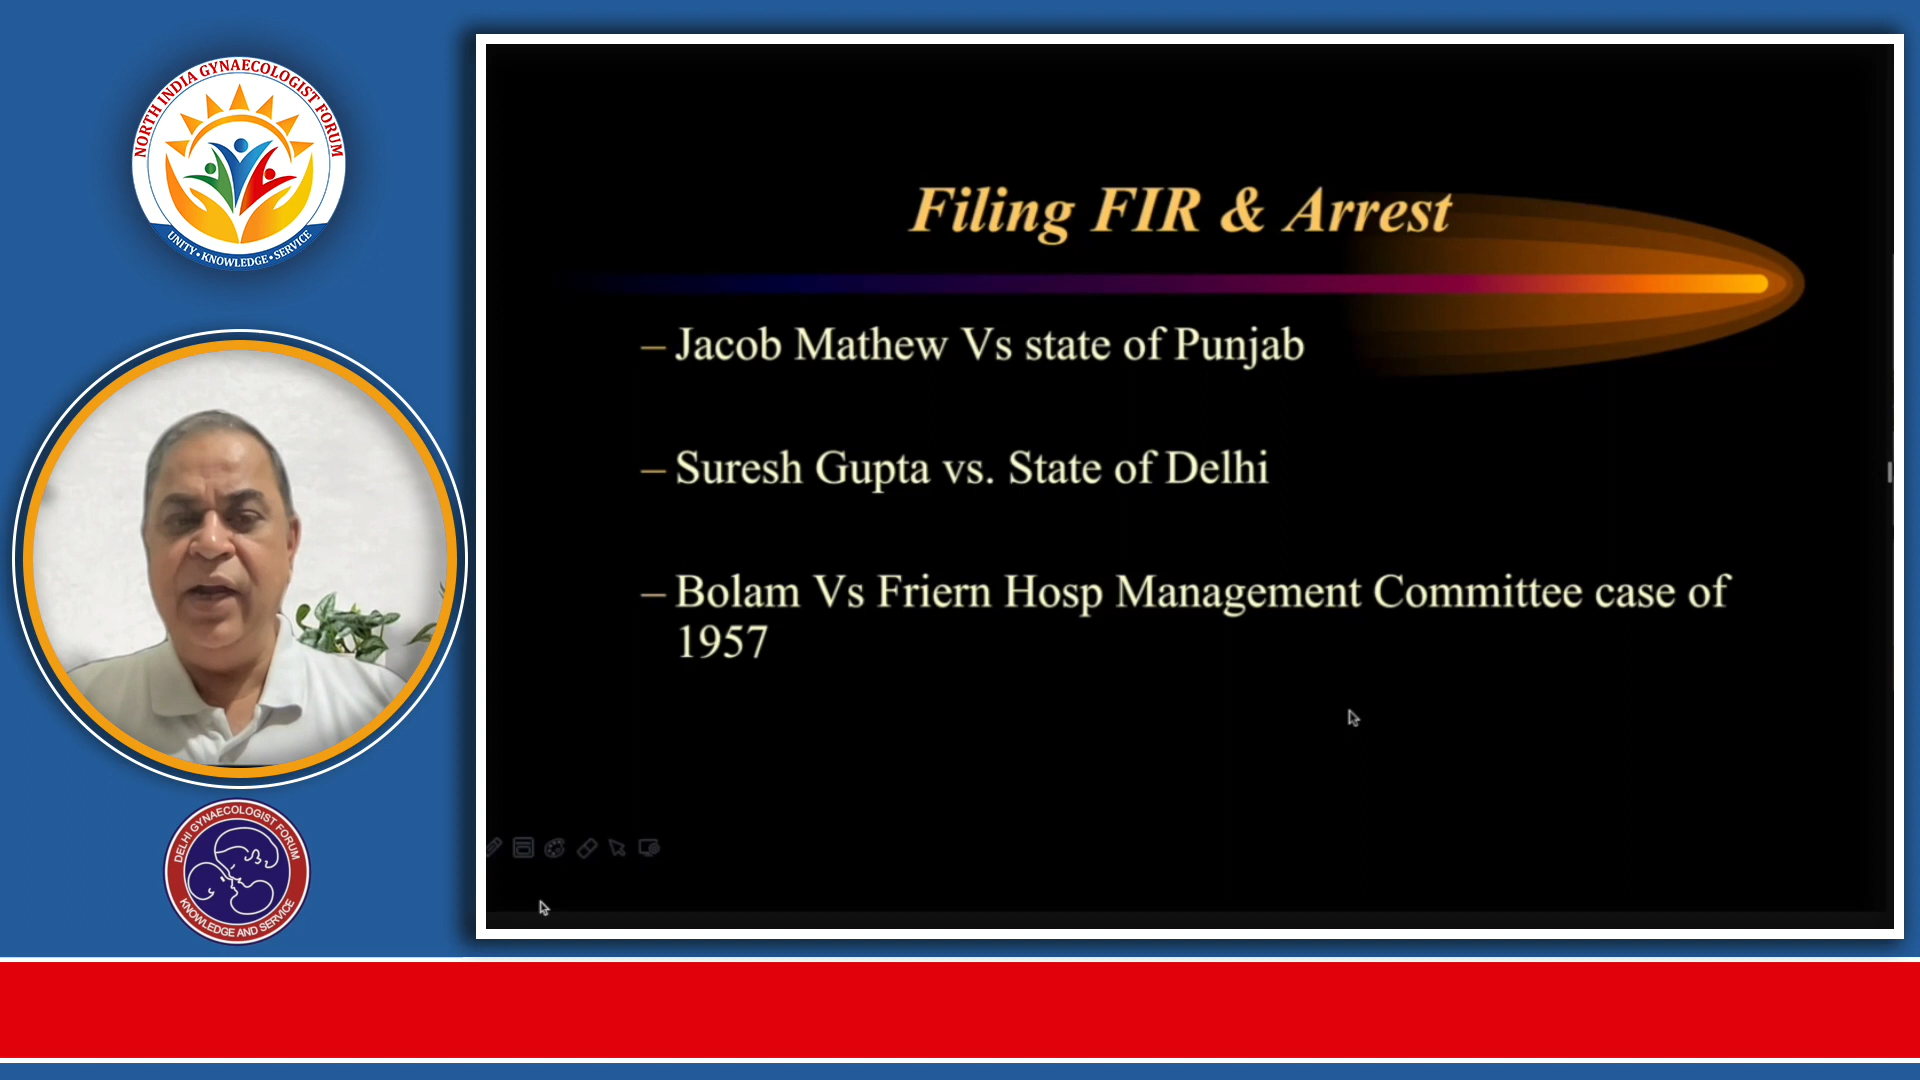 NORTH INDIA GYNAECOLOGIST FORUM
UNITY • KNOWLEDGE • SERVICE
Filing FIR & Arrest
– Jacob Mathew Vs state of Punjab
– Suresh Gupta vs. State of Delhi
– Bolam Vs Friern Hosp Management Committee case of
1957
DELHI GYNAECOLOGIST FORUM
KNOWLEDGE AND SERVICE